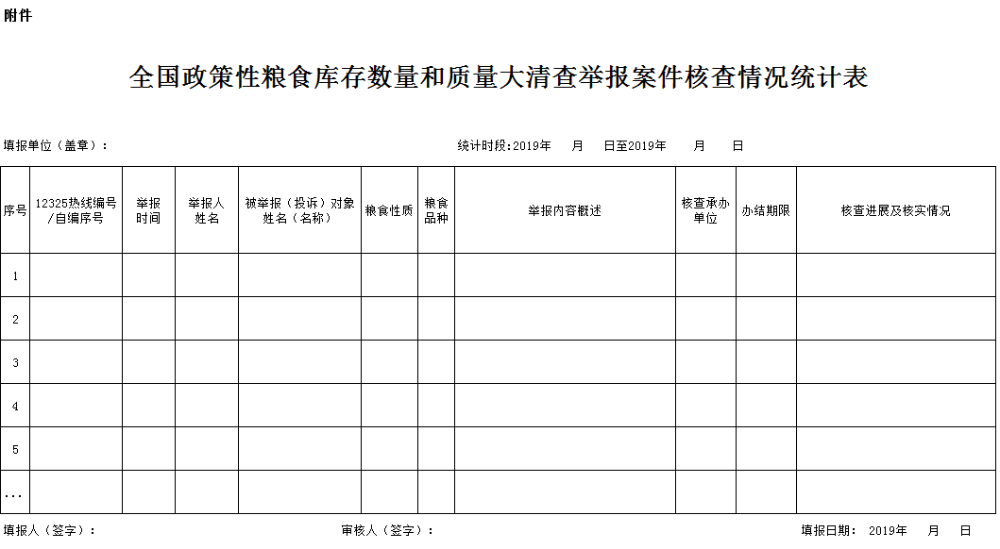 附件
全国政策性粮食库存数量和质量大清查举报案件核查情况统计表
填报单位（盖章）： 统计时段:2019年 月 日至2019年 月 日
序号 12325热线编号/自编序号 举报时间 举报人姓名 被举报（投诉）对象姓名（名称） 粮食性质 粮食品种 举报内容概述 核查承办单位 办结期限 核查进展及核实情况
1
2
3
4
5
...
填报人（签字）： 审核人（签字）： 填报日期： 2019年 月 日